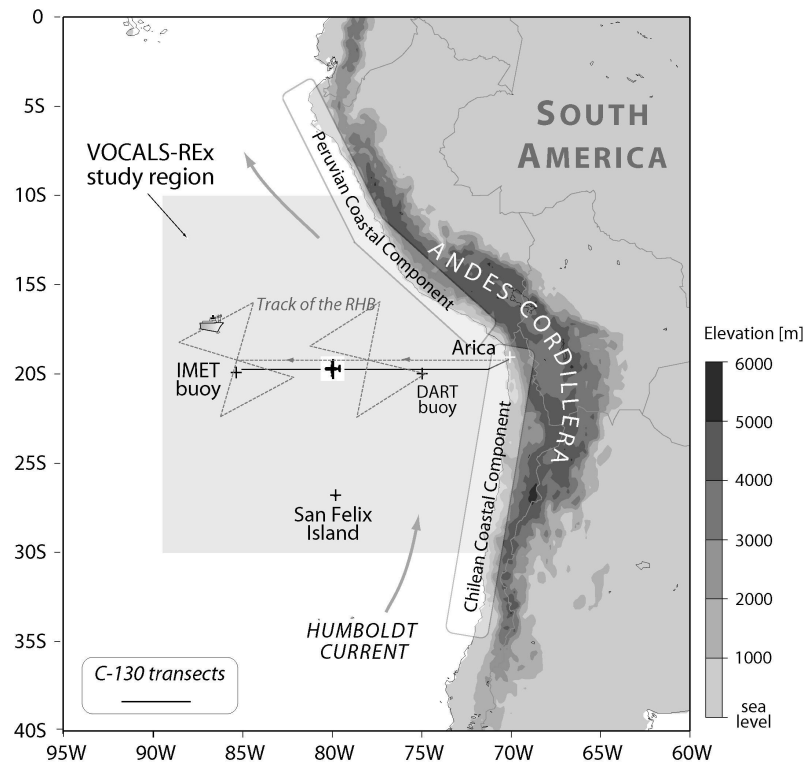 0
5S
10S
15S
20S
25S
30S
35S
40S
95W
90W
85W
80W
75W
70W
65W
60W
SOUTH
AMERICA
VOCALS-REx
study region
Peruvian Coastal Component
ANDES CORDILLERA
Track of the RHB
Arica
IMET
buoy
DART
buoy
San Felix
Island
Chilean Coastal Component
HUMBOLDT
CURRENT
C-130 transects
Elevation [m]
6000
5000
4000
3000
2000
1000
sea
level